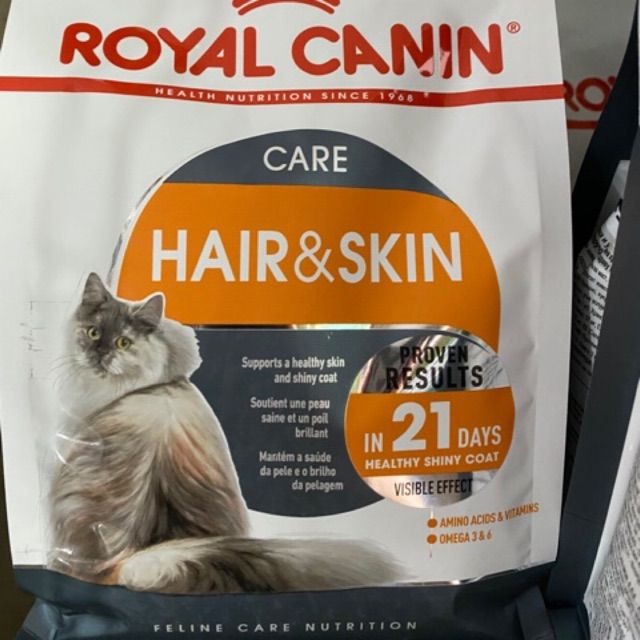 ROYAL CANIN®
HEALTH NUTRITION SINCE 1968
RO
CARE
HAIR&SKIN
Supports a healthy skin
and shiny coat
Soutient une peau
saine et un poil
brillant
Mantém a saúde
da pele e o brilho
da pelagem
PROVEN
RESULTS
IN 21 DAYS
HEALTHY SHINY COAT
VISIBLE EFFECT
AMINO ACIDS & VITAMINS
OMEGA 3 & 6
FELINE CARE NUTRITION